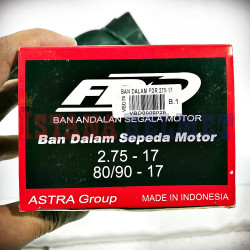 FDR
BAN DALAM FDR 275-17
B.1
BAN ANDALAN SEGALA MOTOR
Ban Dalam Sepeda Motor
2.75 - 17
80/90 - 17
ASTRA Group
MADE IN INDONESIA